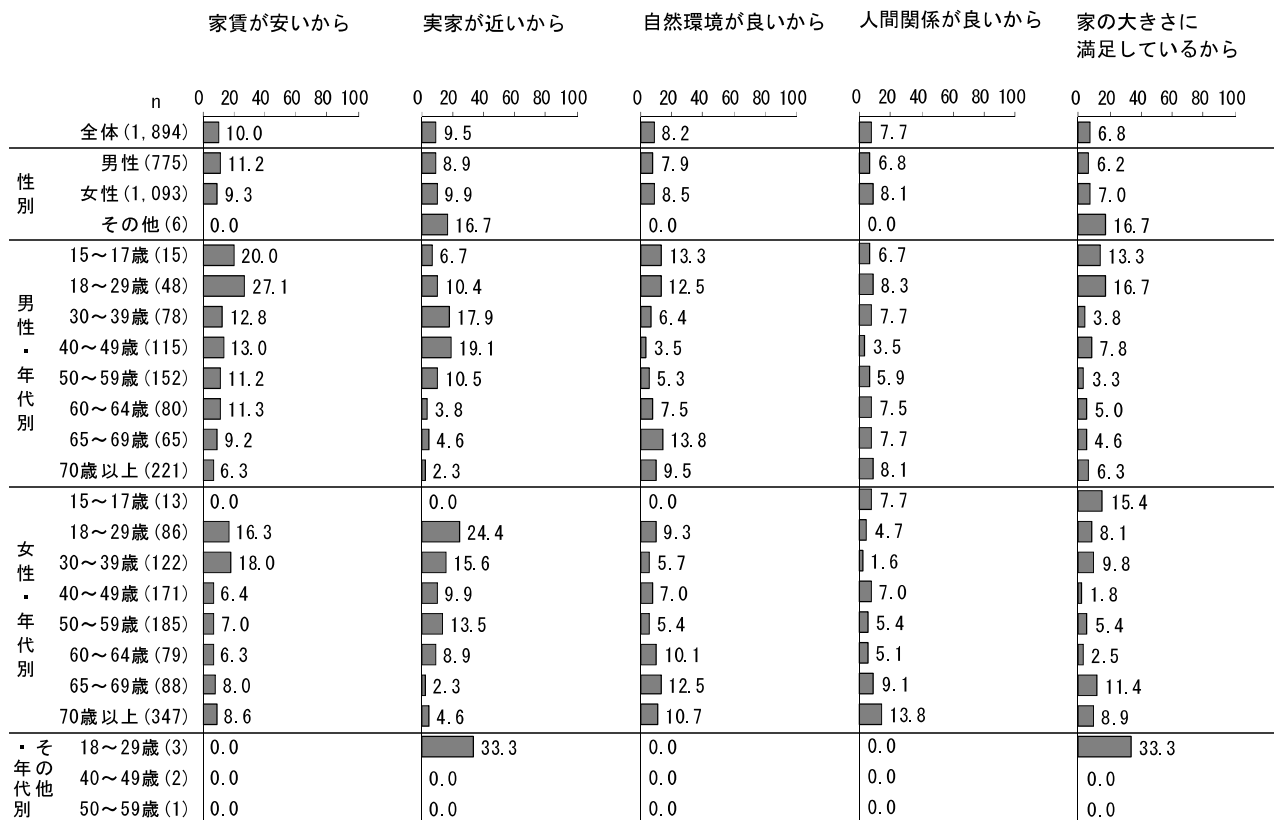 家賃が安いから 実家が近いから 自然環境が良いから 人間関係が良いから 家の大きさに
満足しているから
n 0 20 40 60 80 100 0 20 40 60 80 100 0 20 40 60 80 100 0 20 40 60 80 100 0 20 40 60 80 100
全体(1,894) 10.0 9.5 8.2 7.7 6.8
性別
男性(775) 11.2 8.9 7.9 6.8 6.2
女性(1,093) 9.3 9.9 8.5 8.1 7.0
その他(6) 0.0 16.7 0.0 0.0 16.7
男性・年代別
15～17歳(15) 20.0 6.7 13.3 6.7 13.3
18～29歳(48) 27.1 10.4 12.5 8.3 16.7
30～39歳(78) 12.8 17.9 6.4 7.7 3.8
40～49歳(115) 13.0 19.1 3.5 3.5 7.8
50～59歳(152) 11.2 10.5 5.3 5.9 3.3
60～64歳(80) 11.3 3.8 7.5 7.5 5.0
65～69歳(65) 9.2 4.6 13.8 7.7 4.6
70歳以上(221) 6.3 2.3 9.5 8.1 6.3
女性・年代別
15～17歳(13) 0.0 0.0 0.0 7.7 15.4
18～29歳(86) 16.3 24.4 9.3 4.7 8.1
30～39歳(122) 18.0 15.6 5.7 1.6 9.8
40～49歳(171) 6.4 9.9 7.0 7.0 1.8
50～59歳(185) 7.0 13.5 5.4 5.4 5.4
60～64歳(79) 6.3 8.9 10.1 5.1 2.5
65～69歳(88) 8.0 2.3 12.5 9.1 11.4
70歳以上(347) 8.6 4.6 10.7 13.8 8.9
その他
・年代別
18～29歳(3) 0.0 33.3 0.0 0.0 33.3
40～49歳(2) 0.0 0.0 0.0 0.0 0.0
50～59歳(1) 0.0 0.0 0.0 0.0 0.0